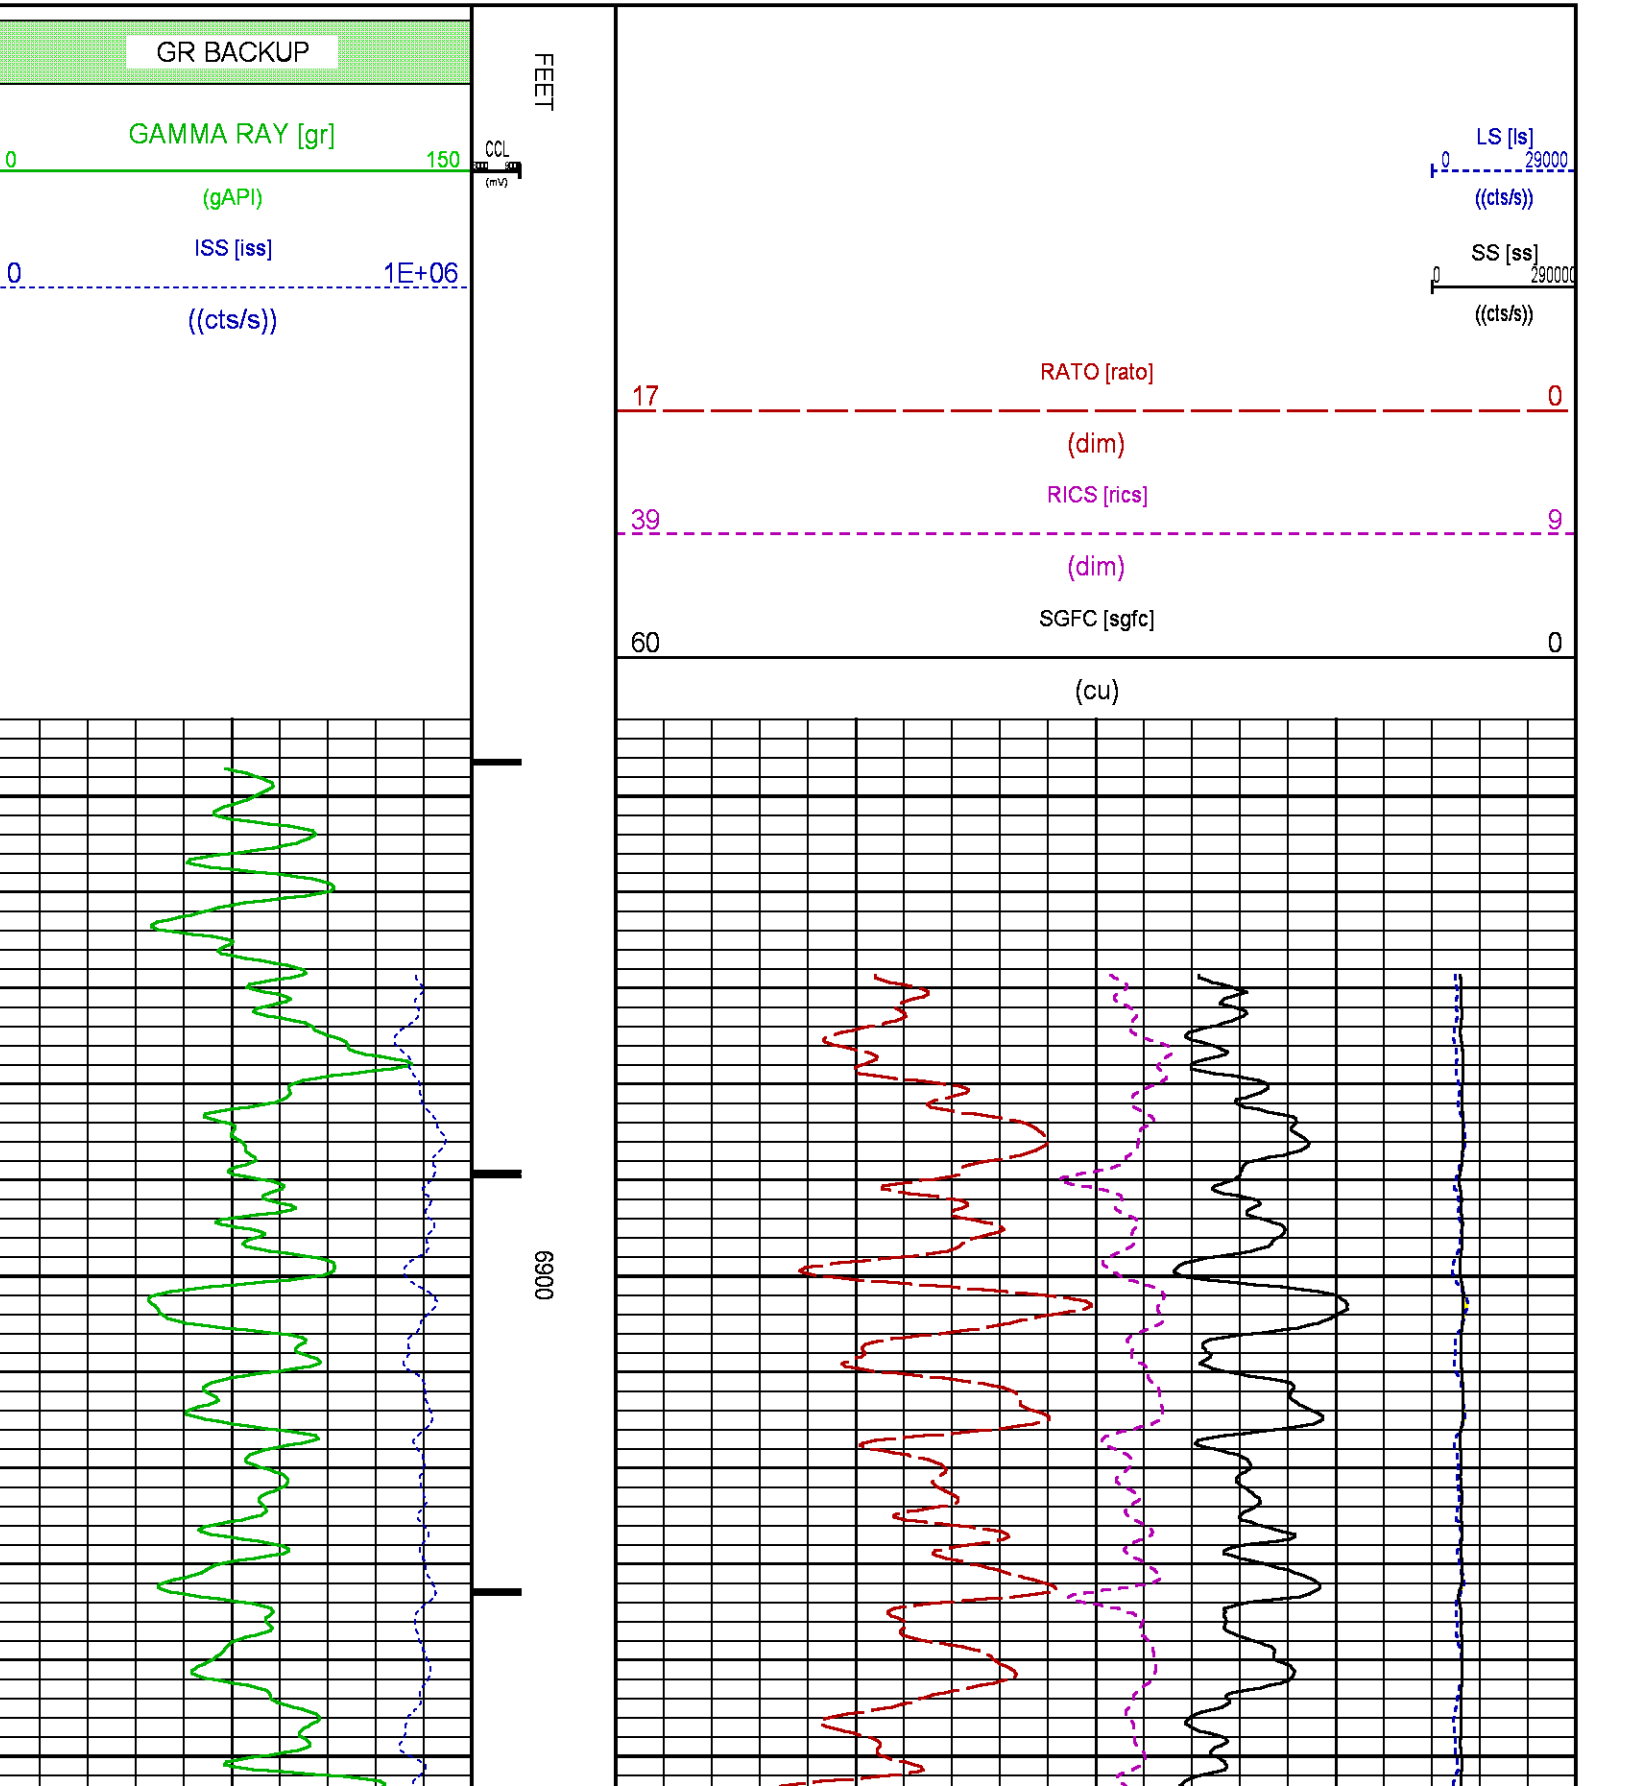 GR BACKUP
GAMMA RAY [gr]
0 150
(gAPI)
ISS [iss]
0 1E+06
((cts/s))
FEET
CCL
(mV)
LS [ls]
0 29000
((cts/s))
SS [ss]
0 290000
((cts/s))
RATO [rato]
17 0
(dim)
RICS [rics]
39 9
(dim)
SGFC [sgfc]
60 0
(cu)
6900